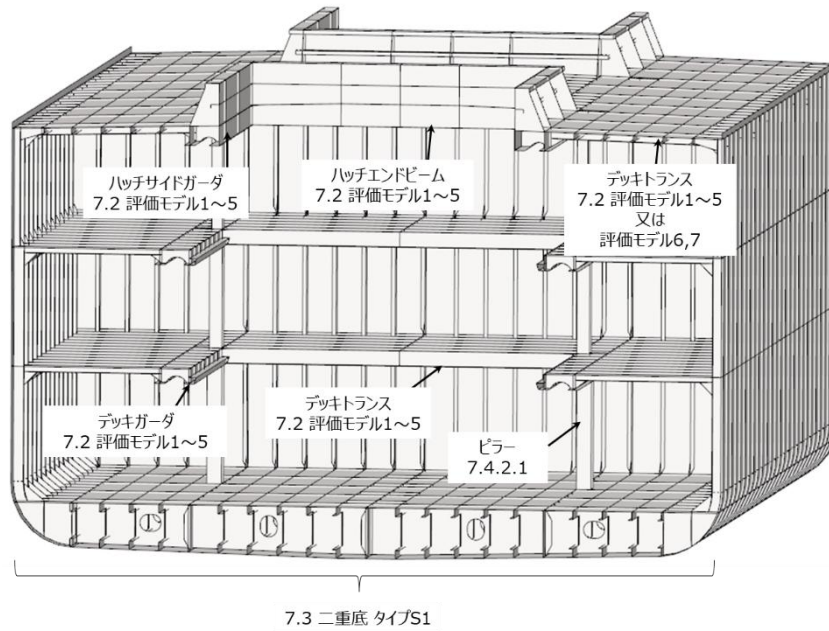 ハッチサイドガーダ
7.2 評価モデル1～5
ハッチエンドビーム
7.2 評価モデル1～5
デッキトランス
7.2 評価モデル1～5
又は
評価モデル6,7
デッキガーダ
7.2 評価モデル1～5
デッキトランス
7.2 評価モデル1～5
ピラー
7.4.2.1
7.3 二重底 タイプS1